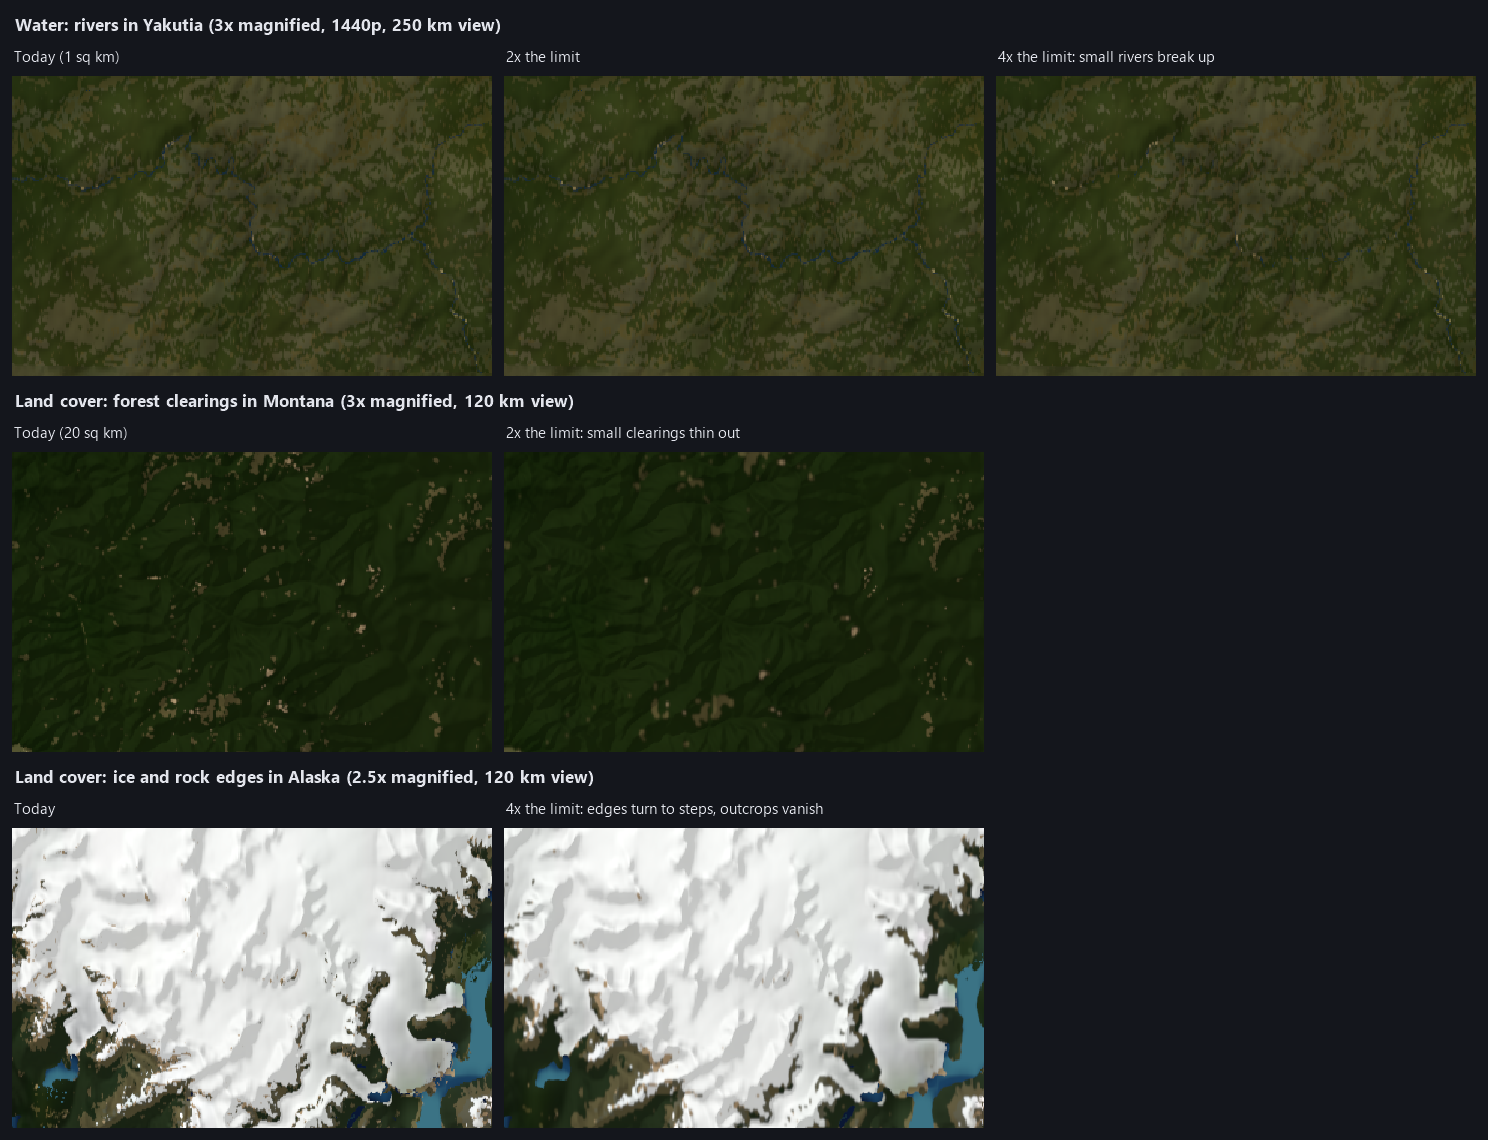 Water: rivers in Yakutia (3x magnified, 1440p, 250 km view)
Today (1 sq km)
2x the limit
4x the limit: small rivers break up
Land cover: forest clearings in Montana (3x magnified, 120 km view)
Today (20 sq km)
2x the limit: small clearings thin out
Land cover: ice and rock edges in Alaska (2.5x magnified, 120 km view)
Today
4x the limit: edges turn to steps, outcrops vanish